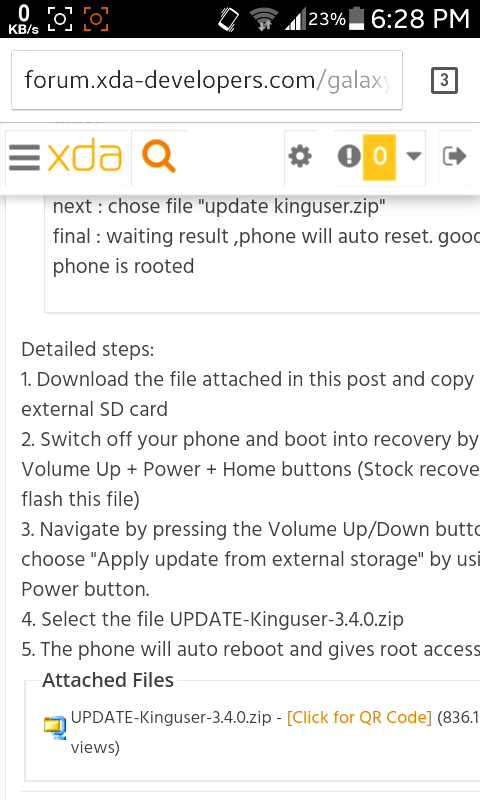 0
KB/s
23%
6:28 PM
forum.xda-developers.com/galaxy
3
xda
0
next : chose file "update kinguser.zip"
final : waiting result ,phone will auto reset. good
phone is rooted
Detailed steps:
1. Download the file attached in this post and copy
external SD card
2. Switch off your phone and boot into recovery by
Volume Up + Power + Home buttons (Stock recove
flash this file)
3. Navigate by pressing the Volume Up/Down butto
choose "Apply update from external storage" by usi
Power button.
4. Select the file UPDATE-Kinguser-3.4.0.zip
5. The phone will auto reboot and gives root access
Attached Files
UPDATE-Kinguser-3.4.0.zip - [Click for QR Code] (836.1
views)